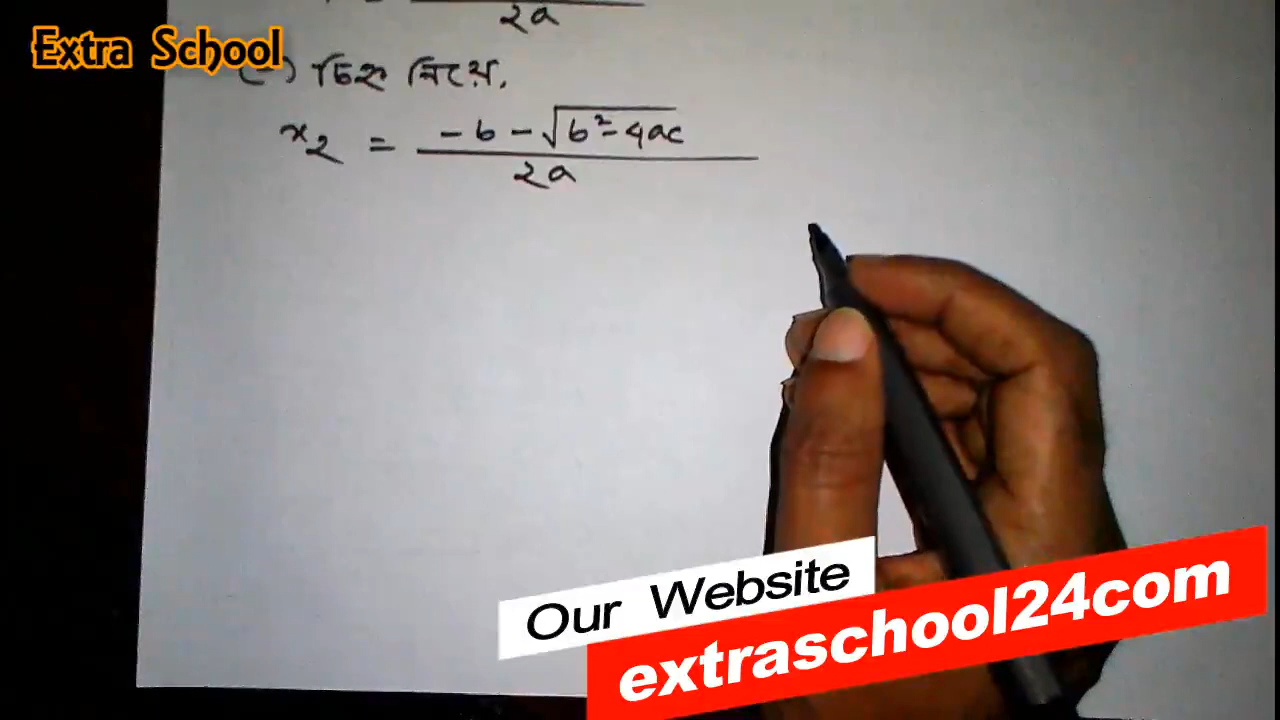 2a
Extra School
(-) চিহ্ন নিয়ে,
x₂ = -b - √b² - 4ac
2a
Our Website
extraschool24com